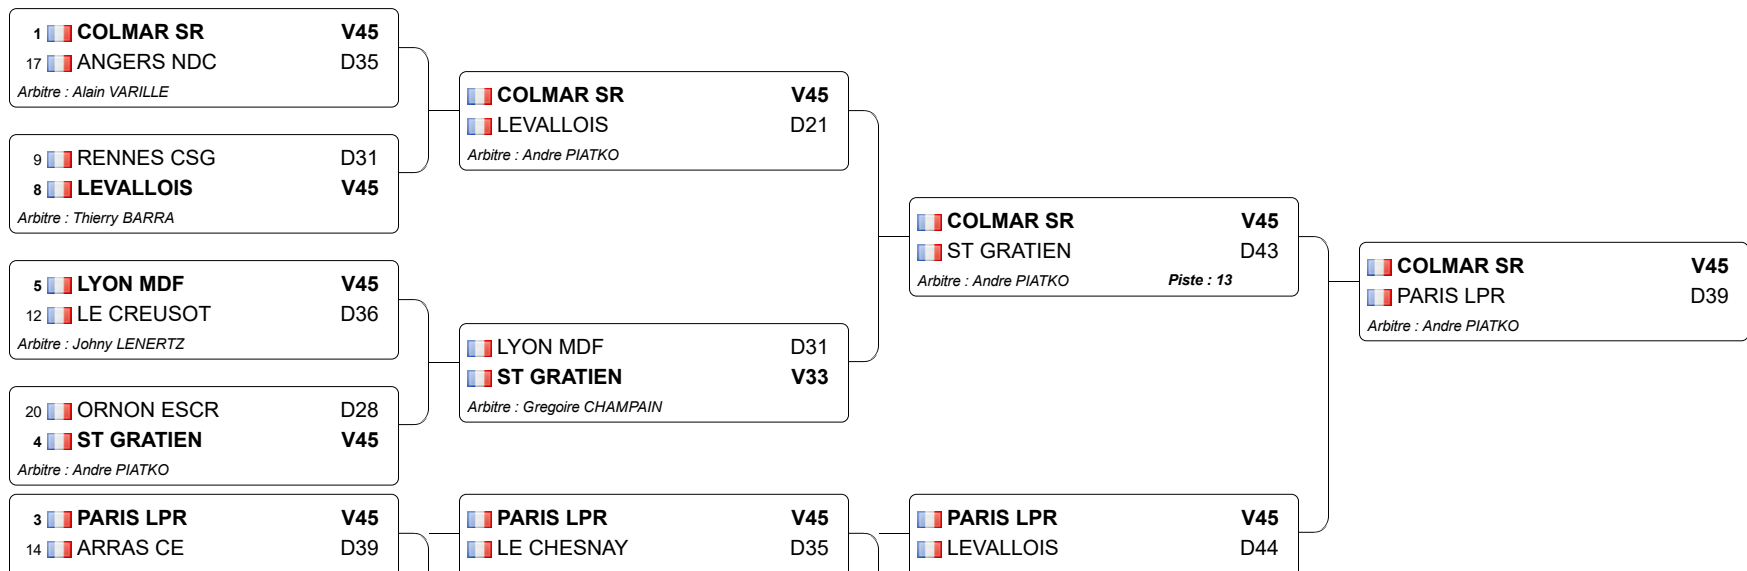 1 COLMAR SR V45
17 ANGERS NDC D35
Arbitre : Alain VARILLE
9 RENNES CSG D31
8 LEVALLOIS V45
Arbitre : Thierry BARRA
5 LYON MDF V45
12 LE CREUSOT D36
Arbitre : Johny LENERTZ
20 ORNON ESCR D28
4 ST GRATIEN V45
Arbitre : Andre PIATKO
3 PARIS LPR V45
14 ARRAS CE D39
COLMAR SR V45
LEVALLOIS D21
Arbitre : Andre PIATKO
LYON MDF D31
ST GRATIEN V33
Arbitre : Gregoire CHAMPAIN
PARIS LPR V45
LE CHESNAY D35
COLMAR SR V45
ST GRATIEN D43
Arbitre : Andre PIATKO Piste : 13
PARIS LPR V45
LEVALLOIS D44
COLMAR SR V45
PARIS LPR D39
Arbitre : Andre PIATKO